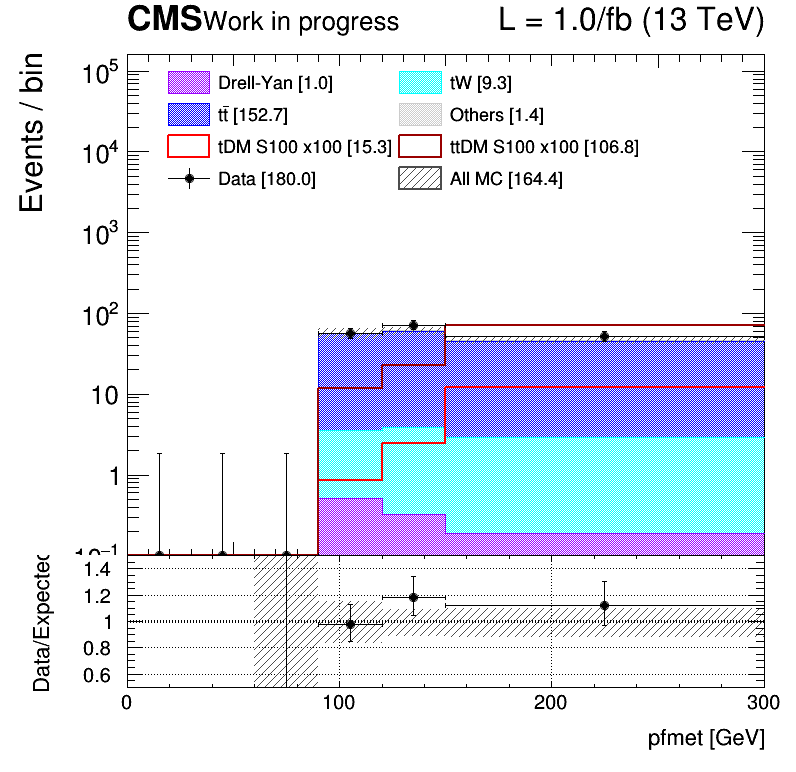 CMS Work in progress L = 1.0/fb (13 TeV)
Events / bin
10⁵
10⁴
10³
10²
10
1
10⁻¹
Drell-Yan [1.0] tW [9.3]
tt̄ [152.7] Others [1.4]
tDM S100 x100 [15.3] ttDM S100 x100 [106.8]
Data [180.0] All MC [164.4]
Data/Expected
1.4
1.2
1
0.8
0.6
0 100 200 300
pfmet [GeV]